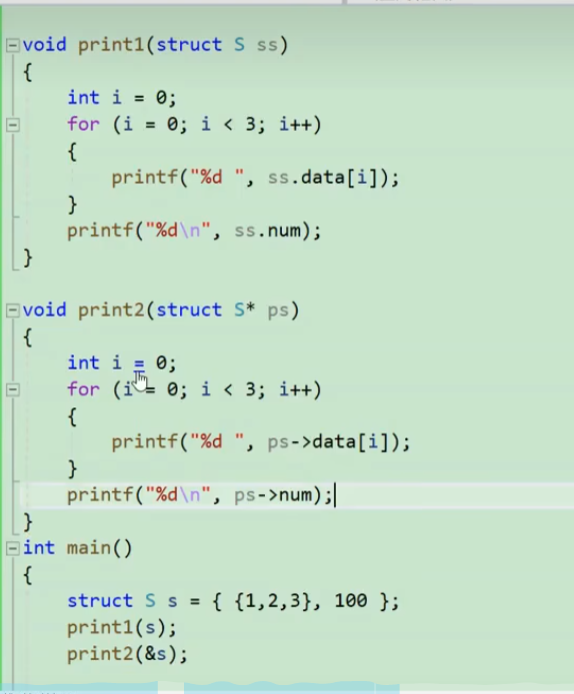 void print1(struct S ss)
{
    int i = 0;
    for (i = 0; i < 3; i++)
    {
        printf("%d ", ss.data[i]);
    }
    printf("%d\n", ss.num);
}
void print2(struct S* ps)
{
    int i = 0;
    for (i = 0; i < 3; i++)
    {
        printf("%d ", ps->data[i]);
    }
    printf("%d\n", ps->num);
}
int main()
{
    struct S s = { {1,2,3}, 100 };
    print1(s);
    print2(&s);